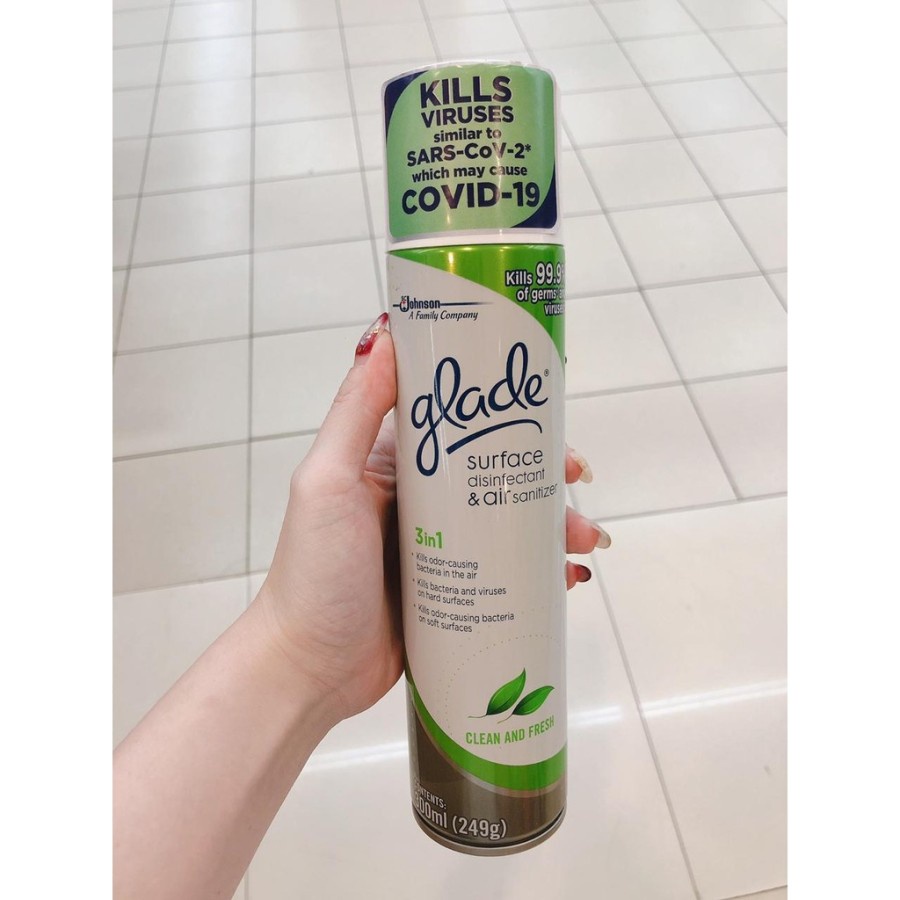 KILLS
VIRUSES
similar to
SARS-CoV-2*
which may cause
COVID-19
Kills 99.9
of germs
viruses
Johnson
A Family Company
glade®
surface
disinfectant
& air sanitizer
3in1
• Kills odor-causing
bacteria in the air
• Kills bacteria and viruses
on hard surfaces
• Kills odor-causing bacteria
on soft surfaces
CLEAN AND FRESH
CONTENTS:
300ml (249g)